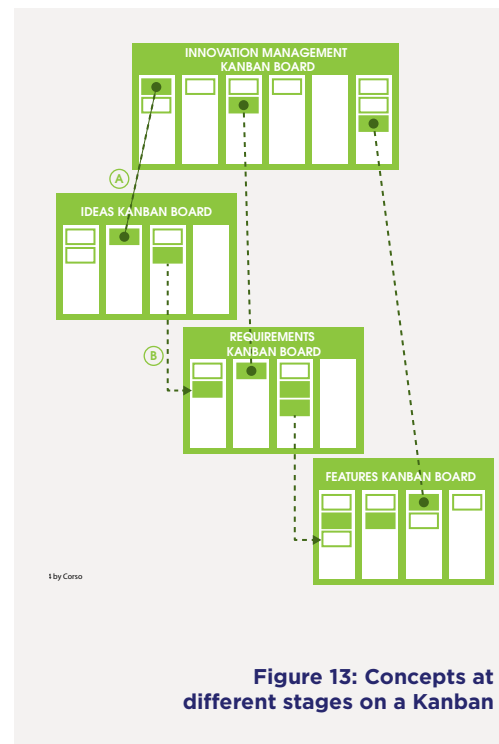 INNOVATION MANAGEMENT
KANBAN BOARD
A
IDEAS KANBAN BOARD
B
REQUIREMENTS
KANBAN BOARD
FEATURES KANBAN BOARD
by Corso
Figure 13: Concepts at
different stages on a Kanban